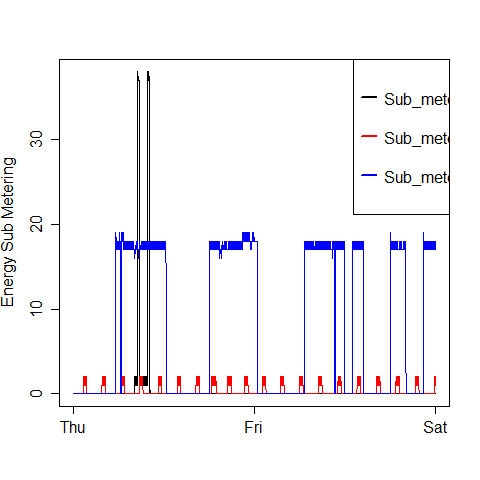 Energy Sub Metering
30
20
10
0
Thu
Fri
Sat
Sub_mete
Sub_mete
Sub_mete